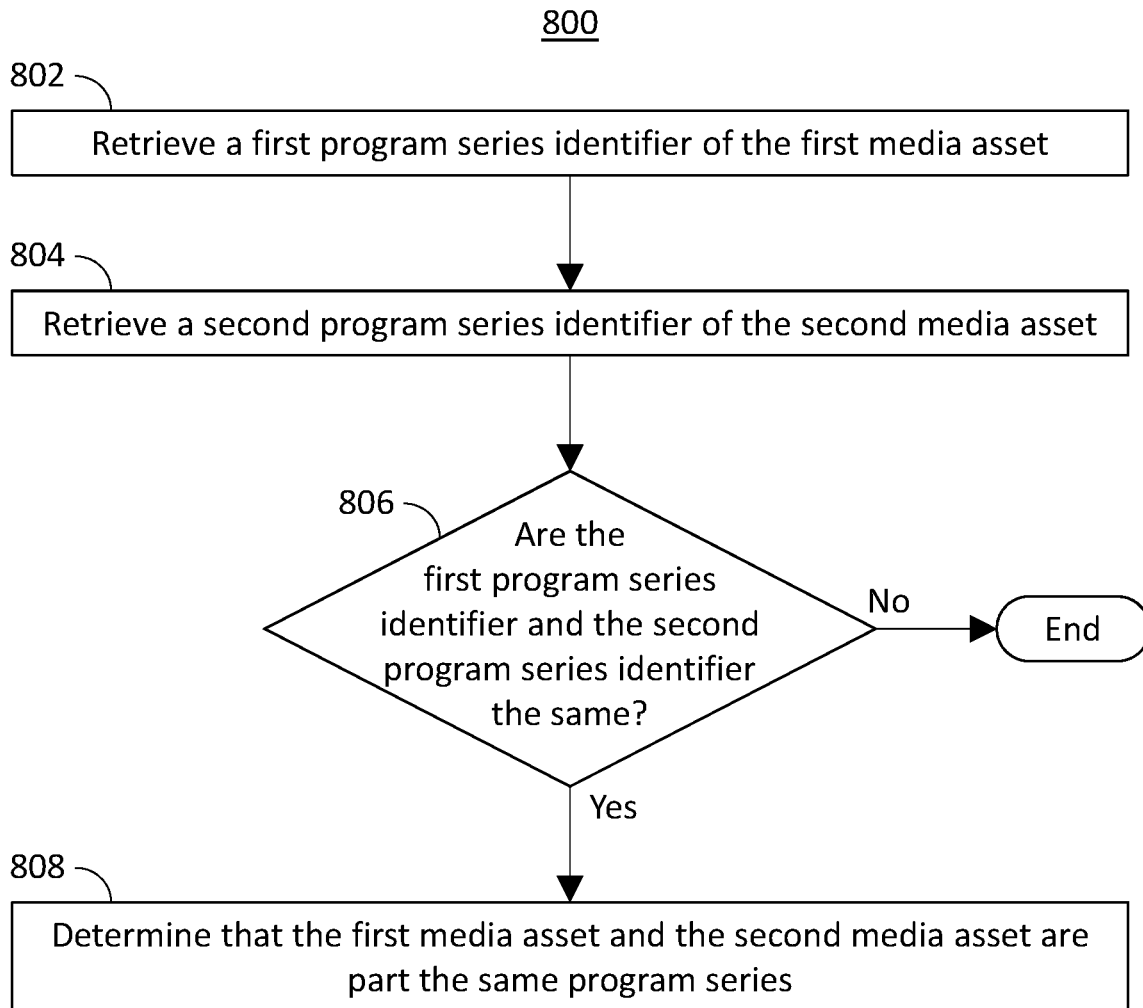 800
802
Retrieve a first program series identifier of the first media asset
804
Retrieve a second program series identifier of the second media asset
806
Are the
first program series
identifier and the second
program series identifier
the same?
No
End
Yes
808
Determine that the first media asset and the second media asset are
part the same program series